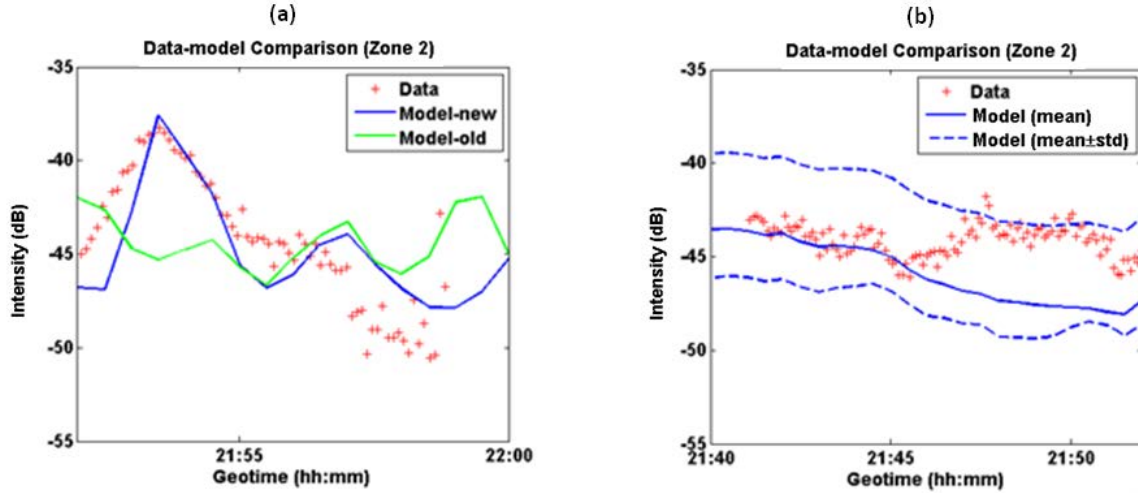 (a)
Data-model Comparison (Zone 2)
-35
-40
-45
-50
-55
Intensity (dB)
Data
Model-new
Model-old
21:55
22:00
Geotime (hh:mm)
(b)
Data-model Comparison (Zone 2)
-35
-40
-45
-50
-55
Intensity (dB)
Data
Model (mean)
Model (mean±std)
21:40
21:45
21:50
Geotime (hh:mm)